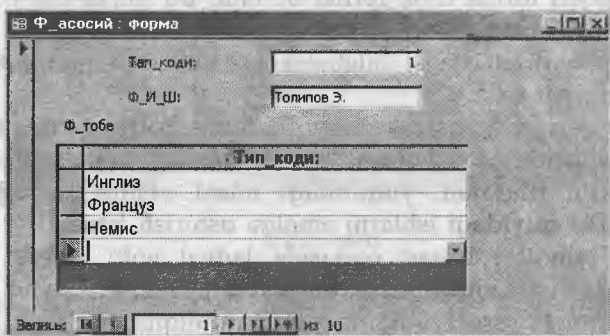 Ф_асосий : форма
Тал_коди: 1
Ф_И_Ш: Толипов Э.
Ф_тобе
Тил_коди:
Инглиз
Француз
Немис
Запись: 1 из 10